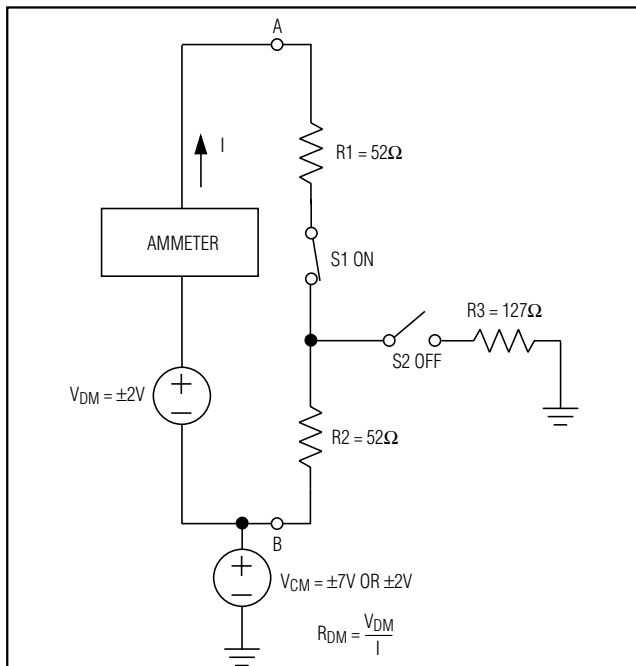 A
I
R1 = 52Ω
AMMETER
S1 ON
R3 = 127Ω
S2 OFF
+
V_DM = ±2V
−
R2 = 52Ω
B
+
V_CM = ±7V OR ±2V
−
R_DM = V_DM / I